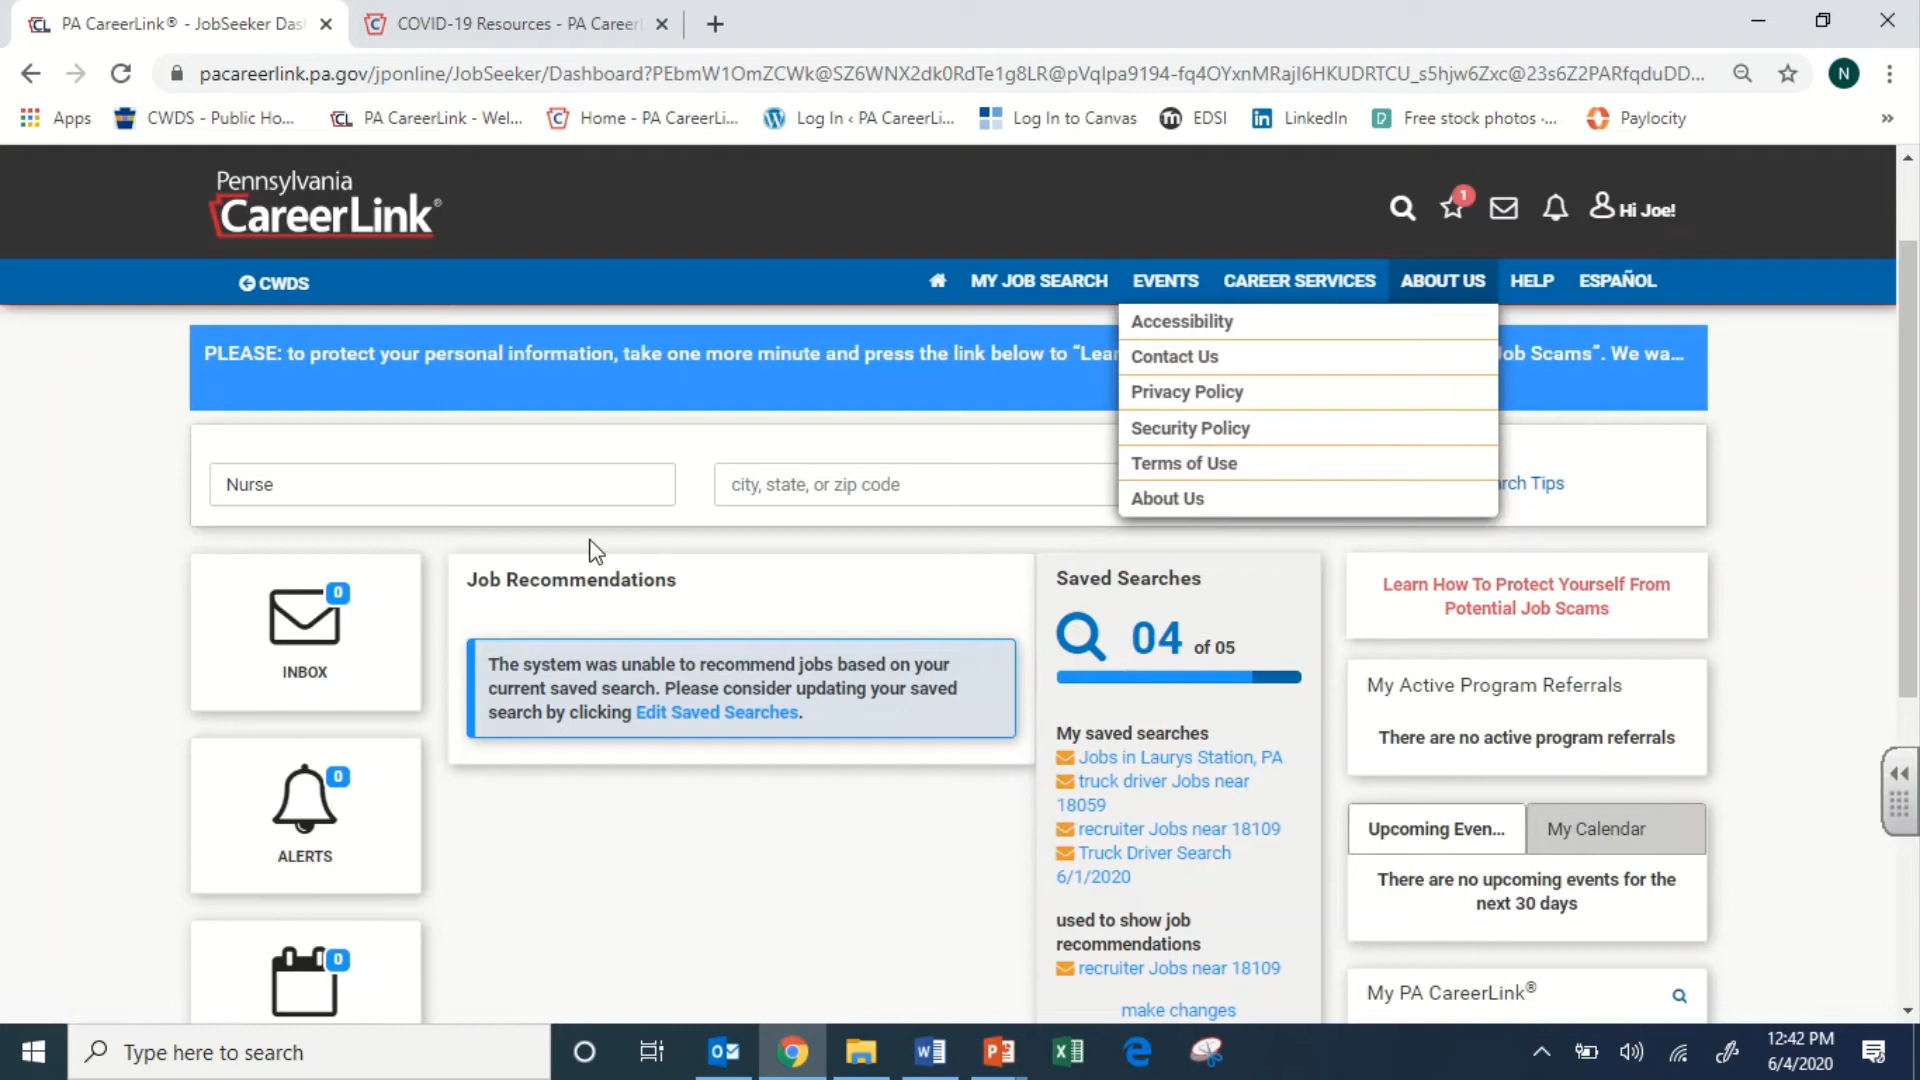 PA CareerLink® - JobSeeker Das
COVID-19 Resources - PA Career
pacareerlink.pa.gov/jponline/JobSeeker/Dashboard?PEbmW1OmZCWk@SZ6WNX2dk0RdTe1g8LR@pVqIpa9194-fq4OYxnMRajI6HKUDRTCU_s5hjw6Zxc@23s6Z2PARfqduDD...
N
Apps
CWDS - Public Ho...
PA CareerLink - Wel...
Home - PA CareerLi...
Log In ‹ PA CareerLi...
Log In to Canvas
EDSI
LinkedIn
Free stock photos ·...
Paylocity
»
Pennsylvania
CareerLink®
1
Hi Joe!
CWDS
MY JOB SEARCH
EVENTS
CAREER SERVICES
ABOUT US
HELP
ESPAÑOL
Accessibility
Contact Us
Privacy Policy
Security Policy
Terms of Use
About Us
PLEASE: to protect your personal information, take one more minute and press the link below to “Lear
ob Scams”. We wa...
Nurse
city, state, or zip code
rch Tips
0
INBOX
0
ALERTS
0
Job Recommendations
The system was unable to recommend jobs based on your
current saved search. Please consider updating your saved
search by clicking Edit Saved Searches.
Saved Searches
04 of 05
My saved searches
Jobs in Laurys Station, PA
truck driver Jobs near
18059
recruiter Jobs near 18109
Truck Driver Search
6/1/2020
used to show job
recommendations
recruiter Jobs near 18109
make changes
Learn How To Protect Yourself From
Potential Job Scams
My Active Program Referrals
There are no active program referrals
Upcoming Even...
My Calendar
There are no upcoming events for the
next 30 days
My PA CareerLink®
Type here to search
12:42 PM
6/4/2020